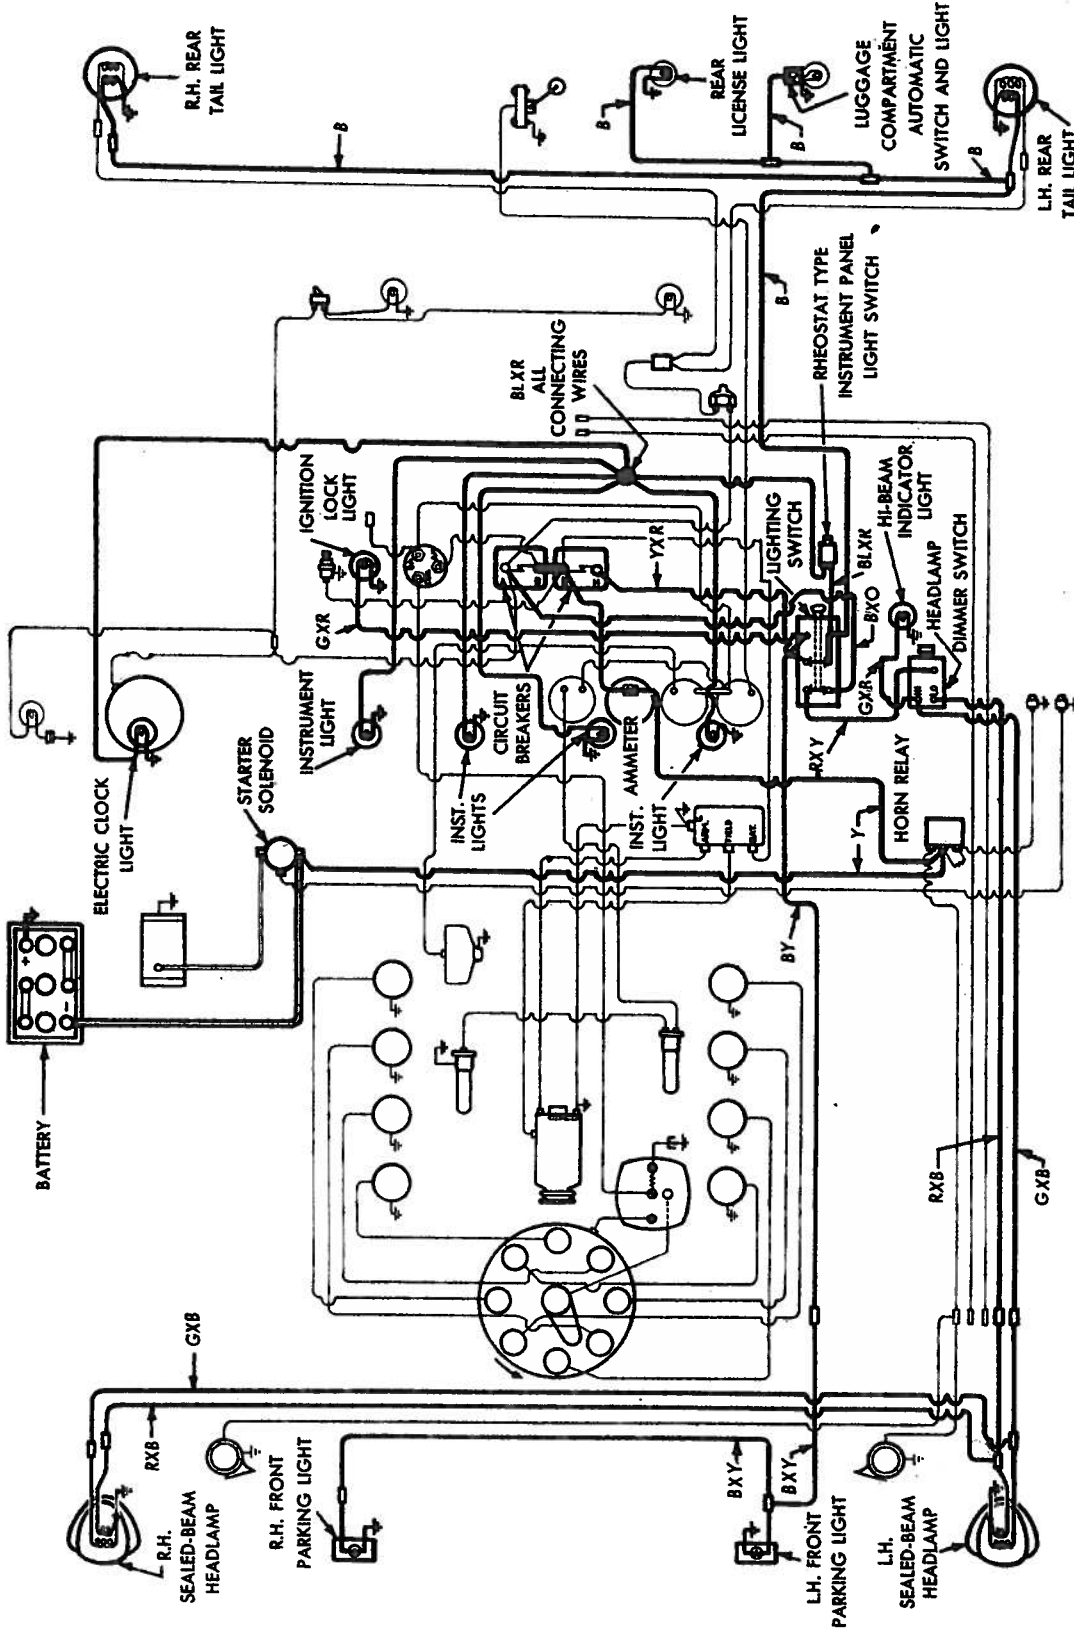 R.H. REAR
TAIL LIGHT
B
B
REAR
LICENSE LIGHT
B
LUGGAGE
COMPARTMENT
AUTOMATIC
SWITCH AND LIGHT
B
L.H. REAR
TAIL LIGHT
B
BLXR
ALL
CONNECTING
WIRES
RHEOSTAT TYPE
INSTRUMENT PANEL
LIGHT SWITCH
IGNITION
LOCK
LIGHT
GXR
YXR
LIGHTING
SWITCH
BLXR
BXO
HI-BEAM
INDICATOR
LIGHT
GXR
HEADLAMP
DIMMER SWITCH
RXY
ELECTRIC CLOCK
LIGHT
STARTER
SOLENOID
INSTRUMENT
LIGHT
INST.
LIGHTS
CIRCUIT
BREAKERS
AMMETER
INST.
LIGHT
ARM.
FIELD
BAT.
Y
HORN RELAY
BY
+
-
BATTERY
RXB
GXB
GXB
RXB
R.H.
SEALED-BEAM
HEADLAMP
R.H. FRONT
PARKING LIGHT
BXY
BXY
L.H. FRONT
PARKING LIGHT
L.H.
SEALED-BEAM
HEADLAMP